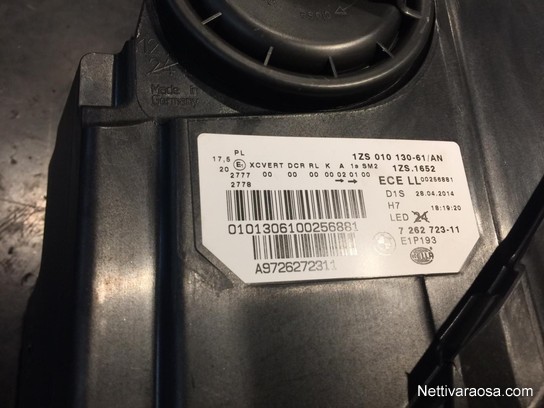 Made in
Germany
PL
17,5 E1 XCVERT DCR RL K A 1a SM2
20 00 00 00 00 02 01 00
2777
2778
1ZS 010 130-61/AN
1ZS.1652
ECE LL 00256881
D1S 28.04.2014
H7 18:19:20
LED 24
7 262 723-11
E1P193
0101306100256881
A9726272311
HELLA
Nettivaraosa.com